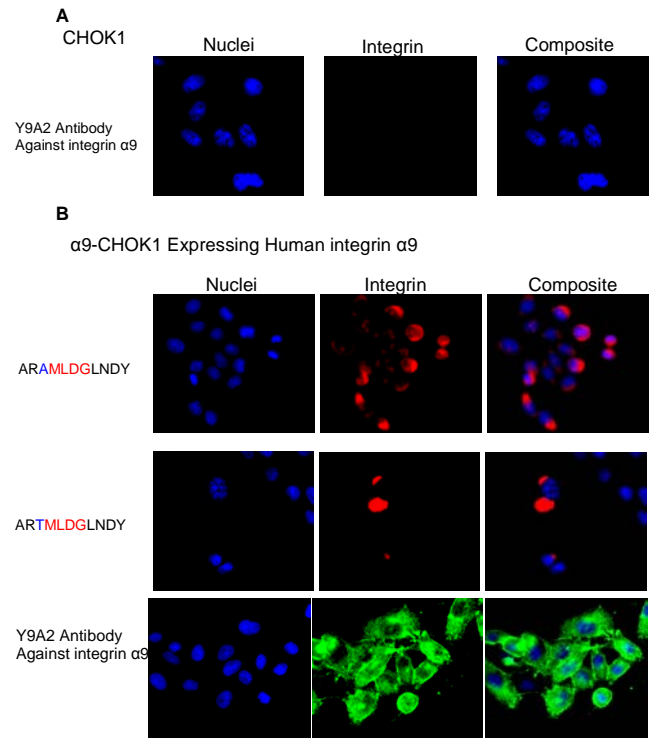 A
CHOK1
Nuclei Integrin Composite
Y9A2 Antibody
Against integrin α9
B
α9-CHOK1 Expressing Human integrin α9
Nuclei Integrin Composite
ARAMLDGLNDY
ARTMLDGLNDY
Y9A2 Antibody
Against integrin α9